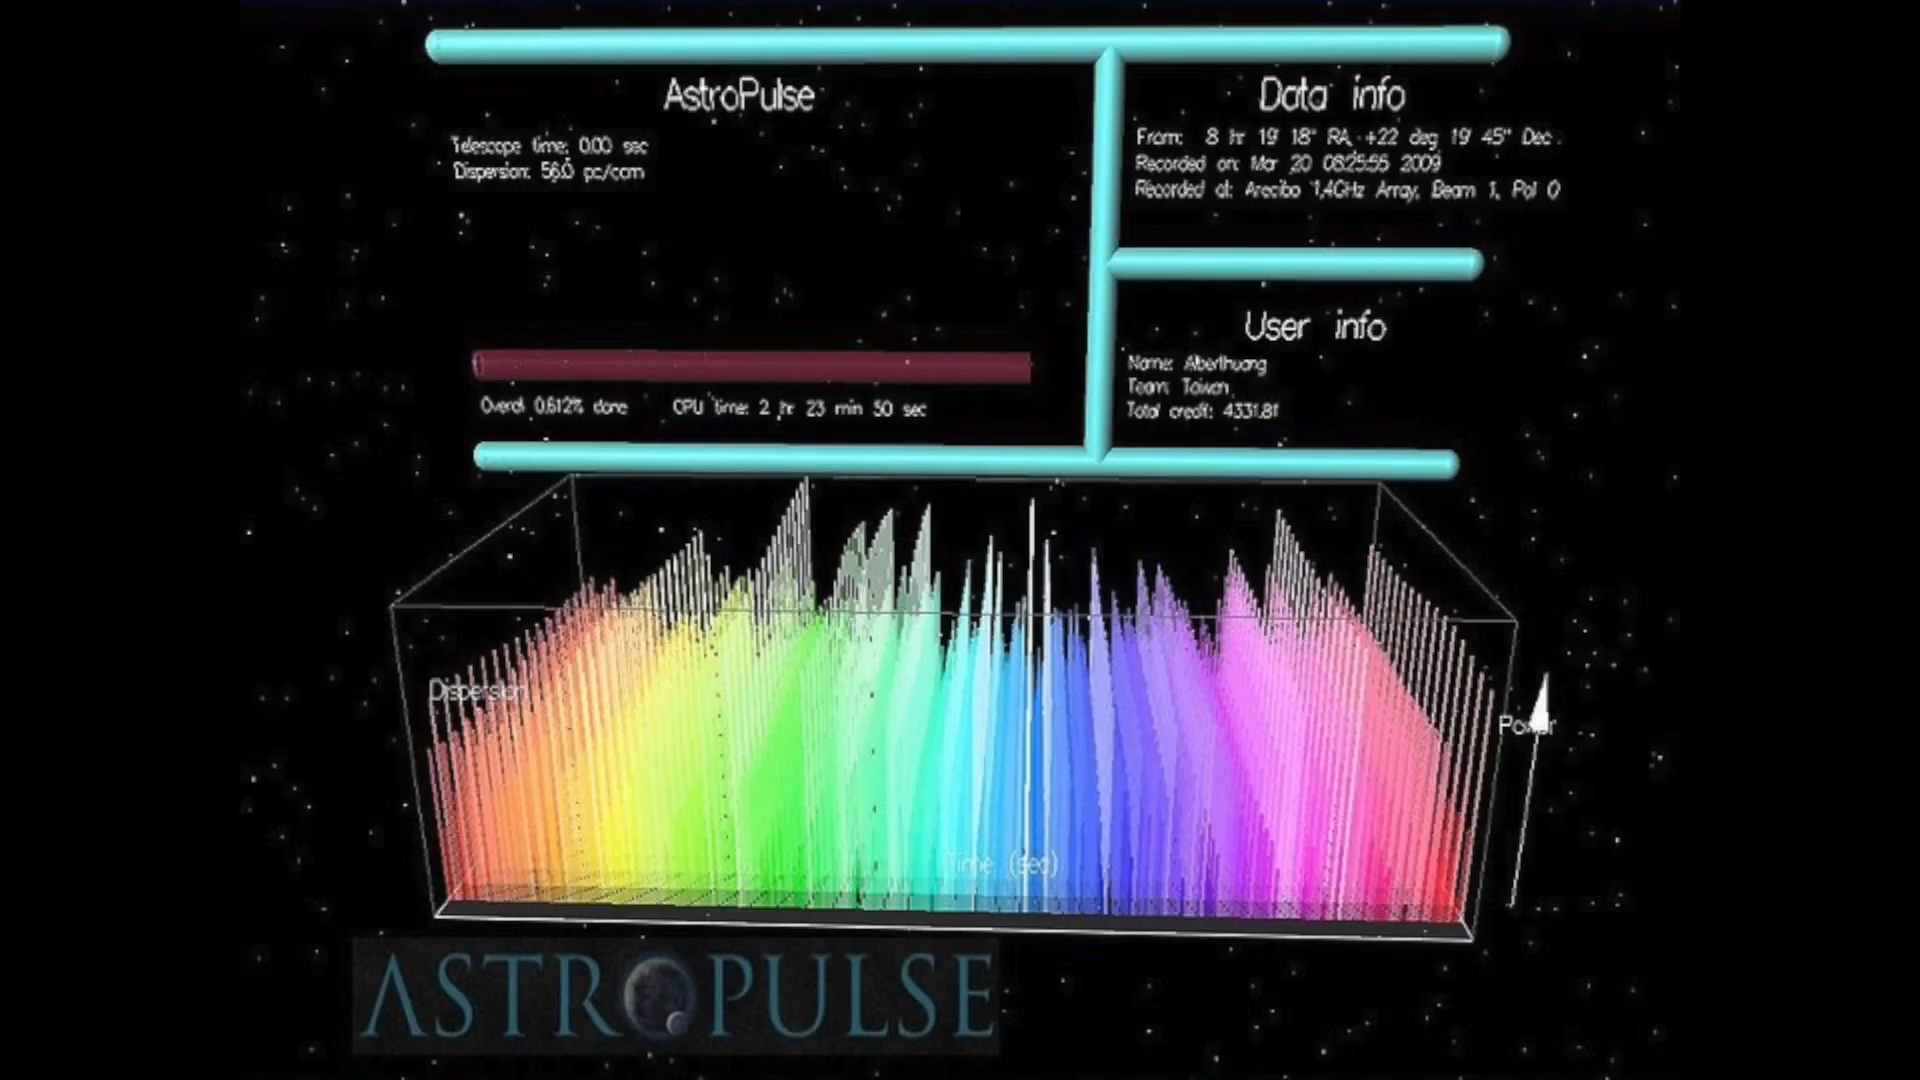 AstroPulse
Telescope time: 0.00 sec
Dispersion: 56.0 pc/ccm
Overall 0.612% done CPU time: 2 hr 23 min 50 sec
Data info
From: 8 hr 19' 18" RA, +22 deg 19' 45" Dec
Recorded on: Mar 20 08:25:55 2009
Recorded at: Arecibo 1.4GHz Array, Beam 1, Pol 0
User info
Name: Alberthuang
Team: Taiwan
Total credit: 4331.81
Dispersion
Power
Time (sec)
ASTROPULSE